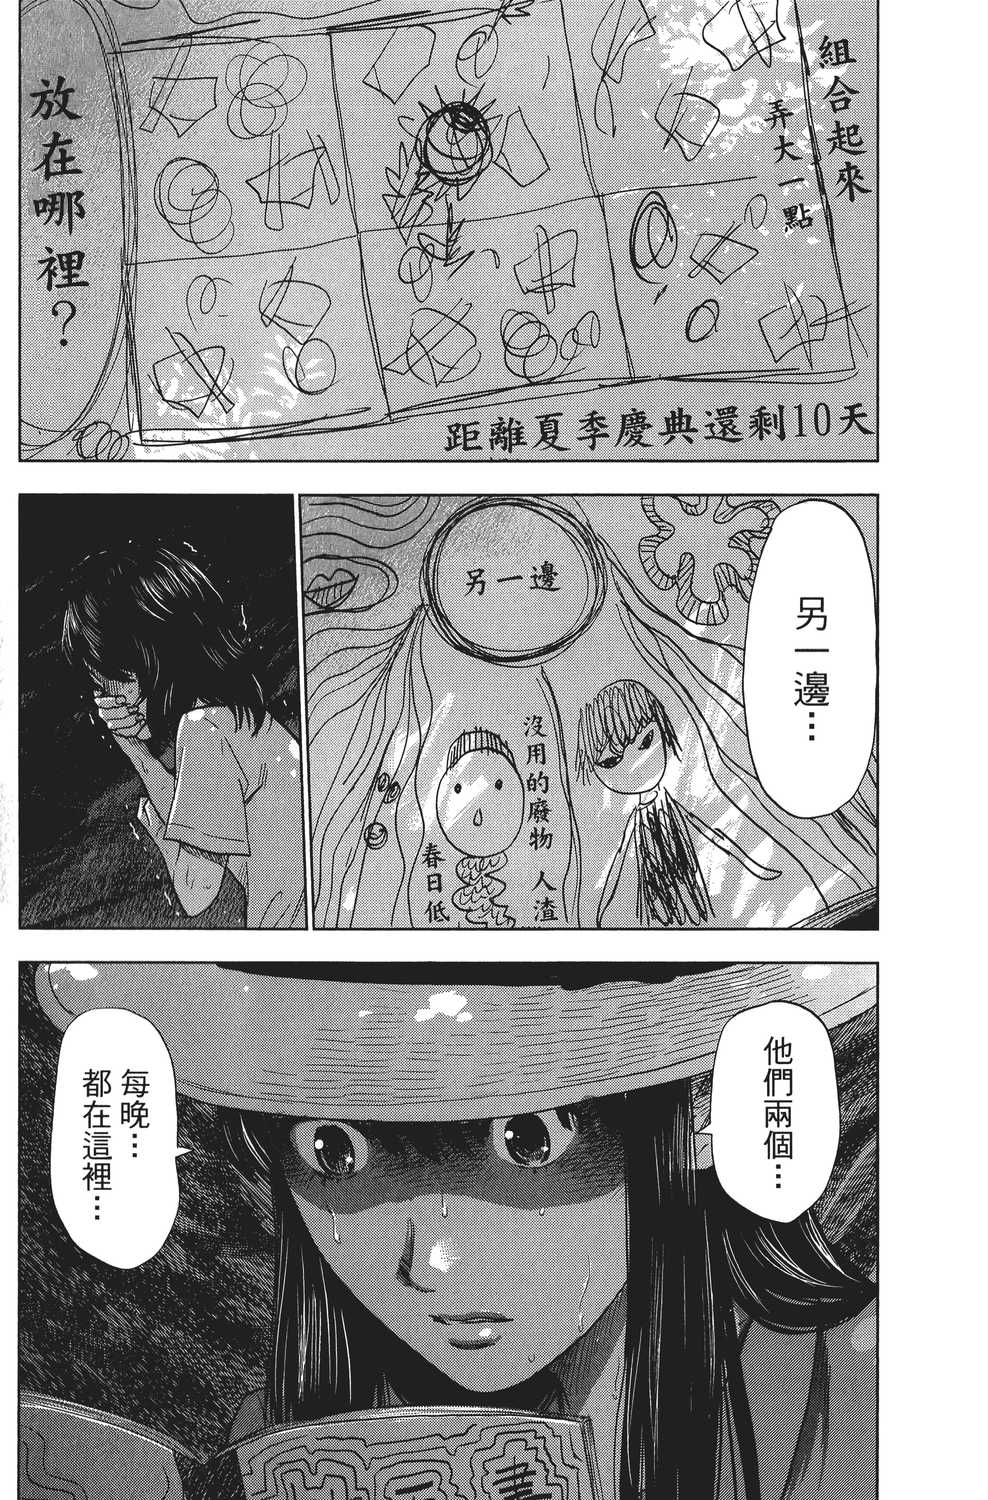 組合起來
弄大一點
放在哪裡？
距離夏季慶典還剩10天
另一邊…
另一邊
人渣
沒用的廢物
春日低
他們兩個…
每晚…
都在這裡…